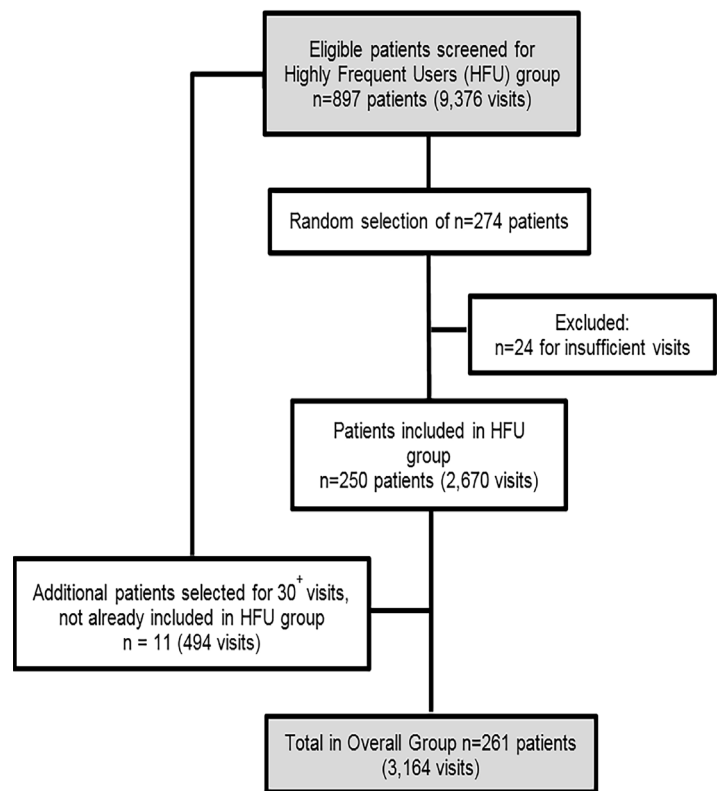 Eligible patients screened for
Highly Frequent Users (HFU) group
n=897 patients (9,376 visits)
Random selection of n=274 patients
Excluded:
n=24 for insufficient visits
Patients included in HFU
group
n=250 patients (2,670 visits)
Additional patients selected for 30⁺ visits,
not already included in HFU group
n = 11 (494 visits)
Total in Overall Group n=261 patients
(3,164 visits)